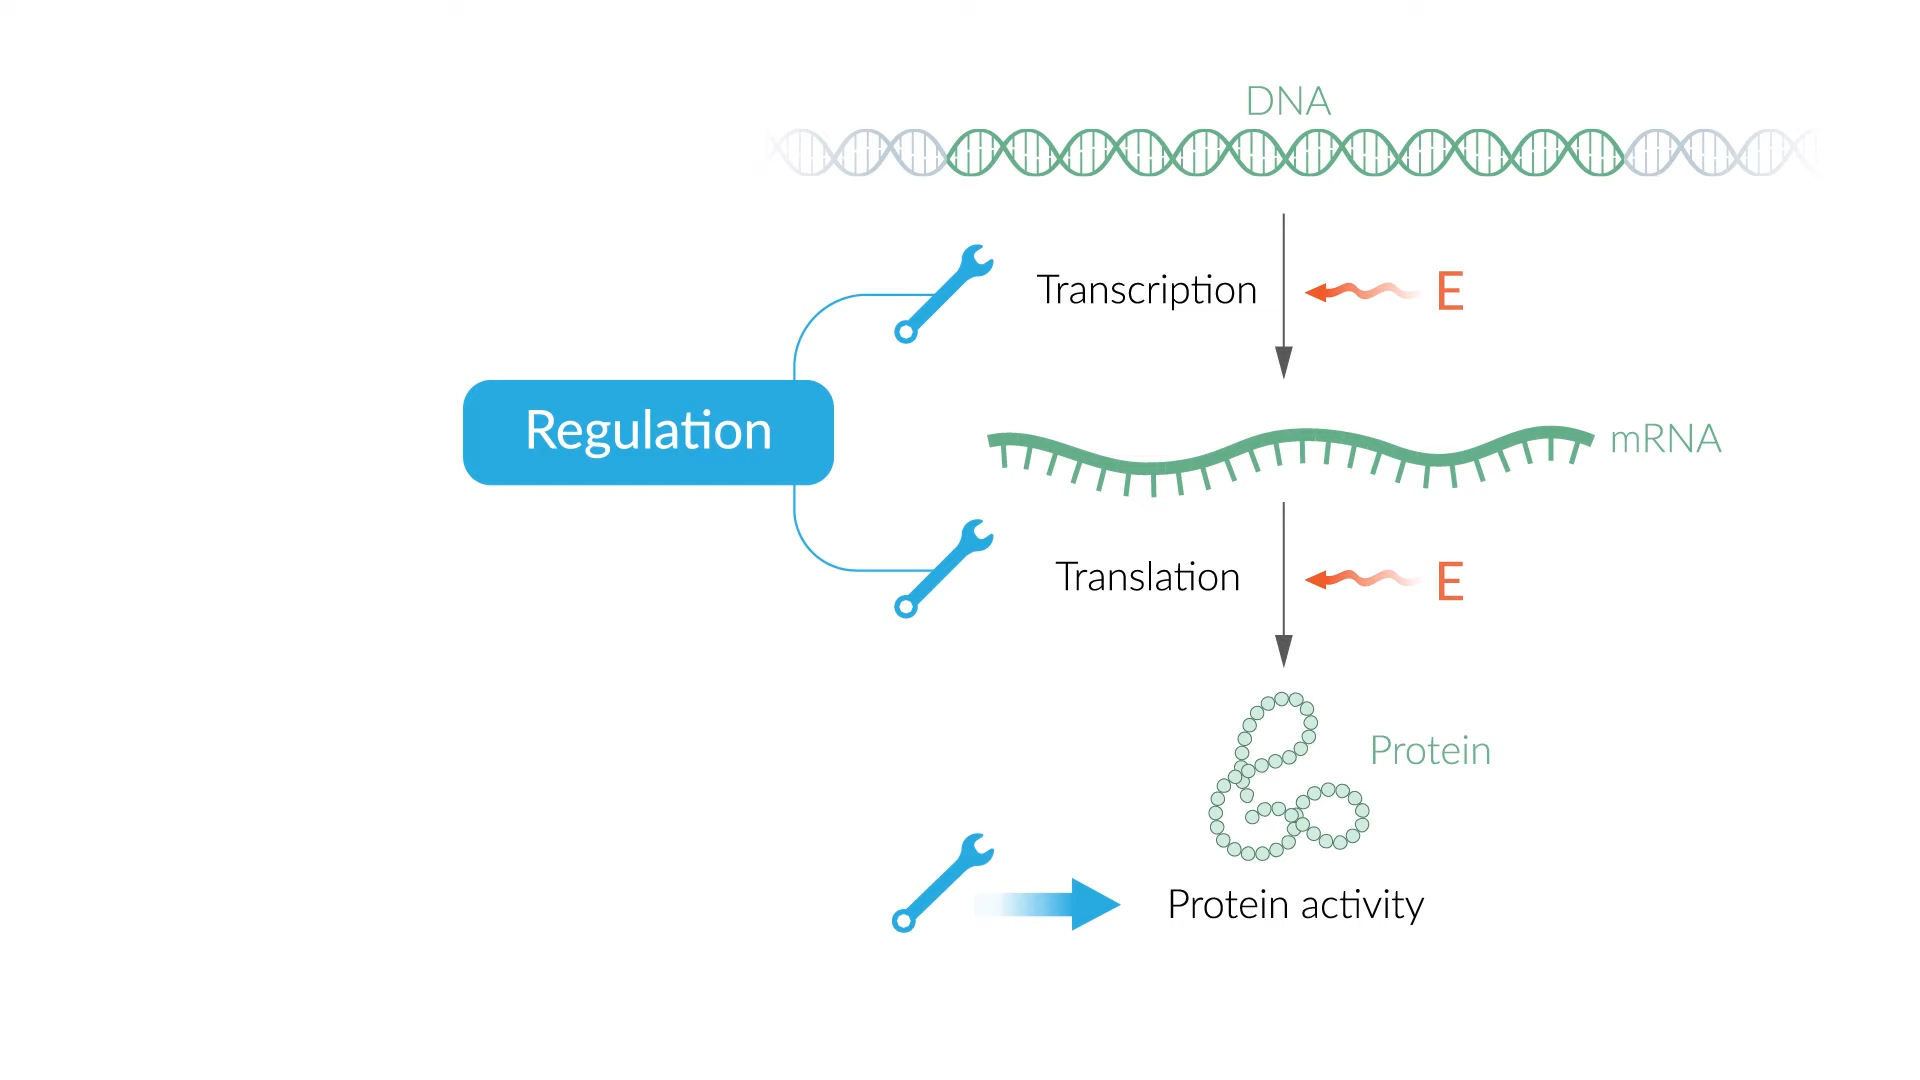 DNA
Transcription
E
Regulation
mRNA
Translation
E
Protein
Protein activity